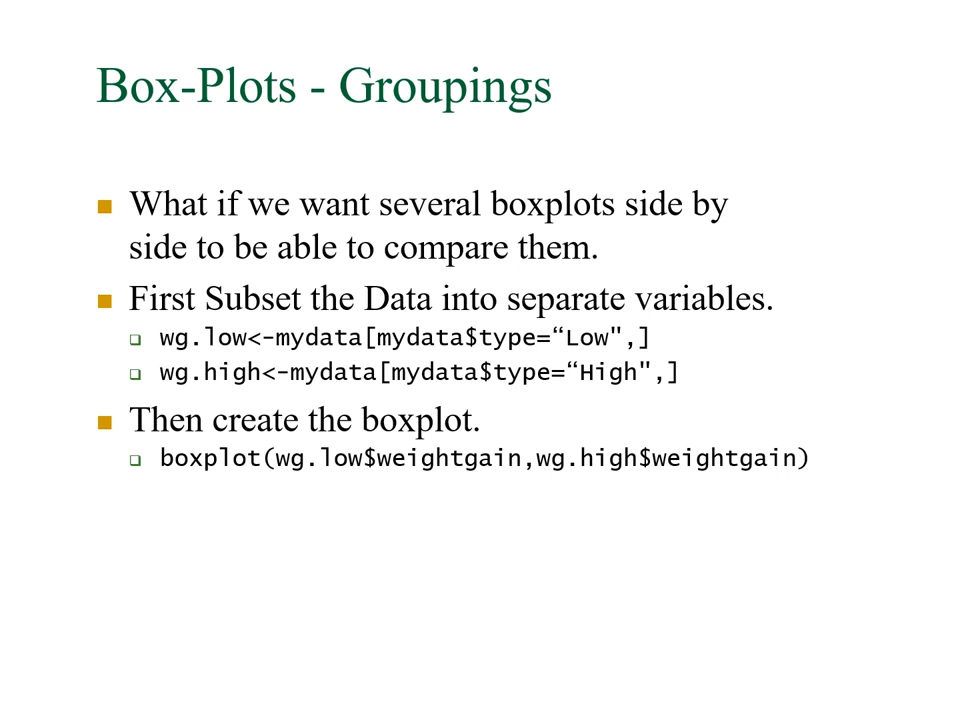 Box-Plots - Groupings
What if we want several boxplots side by
side to be able to compare them.
First Subset the Data into separate variables.
wg.low<-mydata[mydata$type=“Low",]
wg.high<-mydata[mydata$type=“High",]
Then create the boxplot.
boxplot(wg.low$weightgain,wg.high$weightgain)